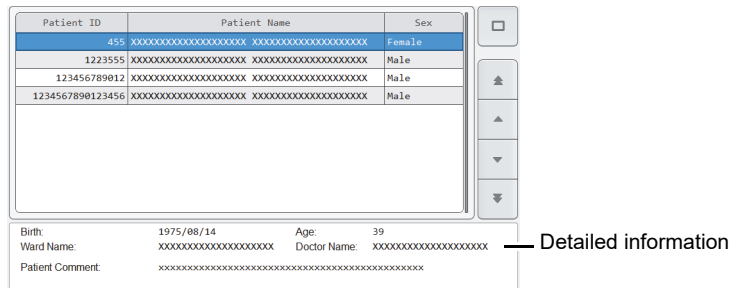 Patient ID Patient Name Sex
455 XXXXXXXXXXXXXXXXXXXX XXXXXXXXXXXXXXXXXXXX Female
1223555 XXXXXXXXXXXXXXXXXXXX XXXXXXXXXXXXXXXXXXXX Male
123456789012 XXXXXXXXXXXXXXXXXXXX XXXXXXXXXXXXXXXXXXXX Male
1234567890123456 XXXXXXXXXXXXXXXXXXXX XXXXXXXXXXXXXXXXXXXX Male
Birth: 1975/08/14 Age: 39
Ward Name: XXXXXXXXXXXXXXXXXXXX Doctor Name: XXXXXXXXXXXXXXXXXXXX
Detailed information
Patient Comment: xxxxxxxxxxxxxxxxxxxxxxxxxxxxxxxxxxxxxxxxxxxxxx